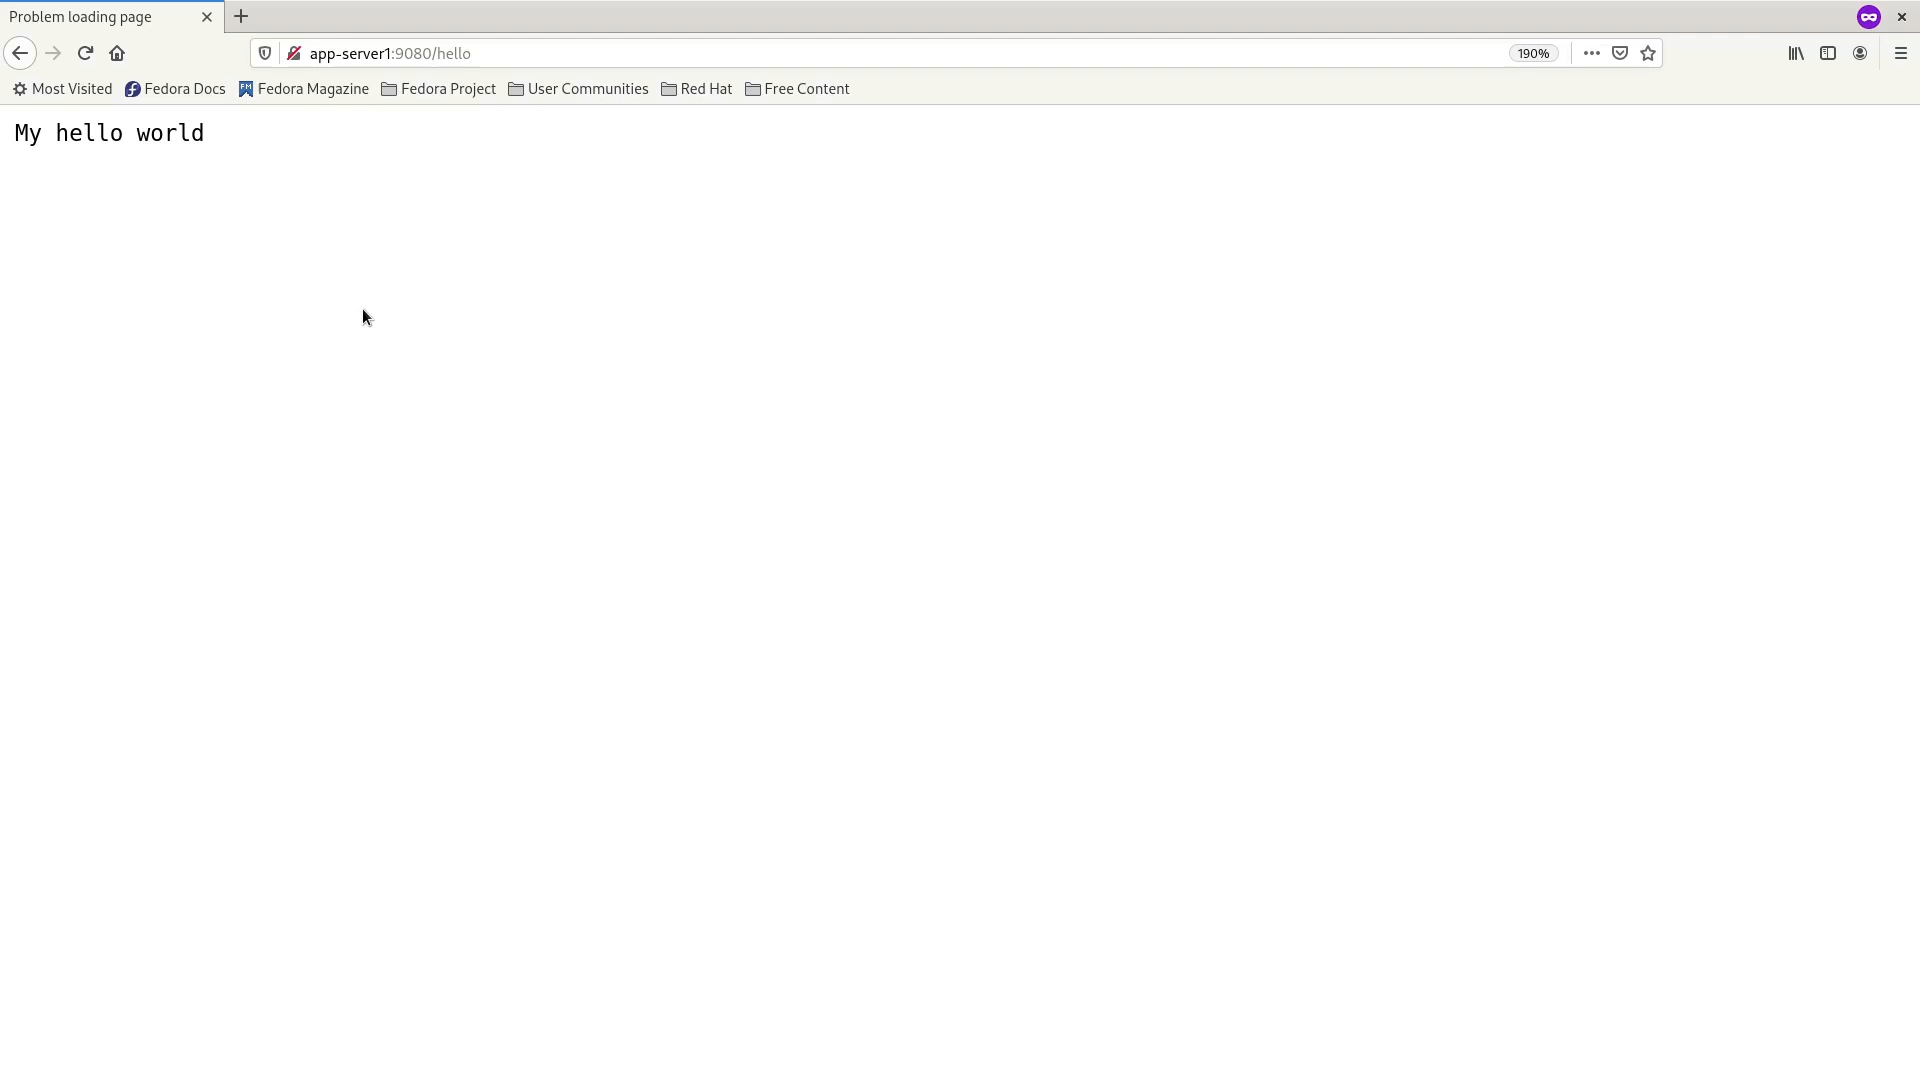 Problem loading page
app-server1:9080/hello
190%
Most Visited Fedora Docs Fedora Magazine Fedora Project User Communities Red Hat Free Content
My hello world